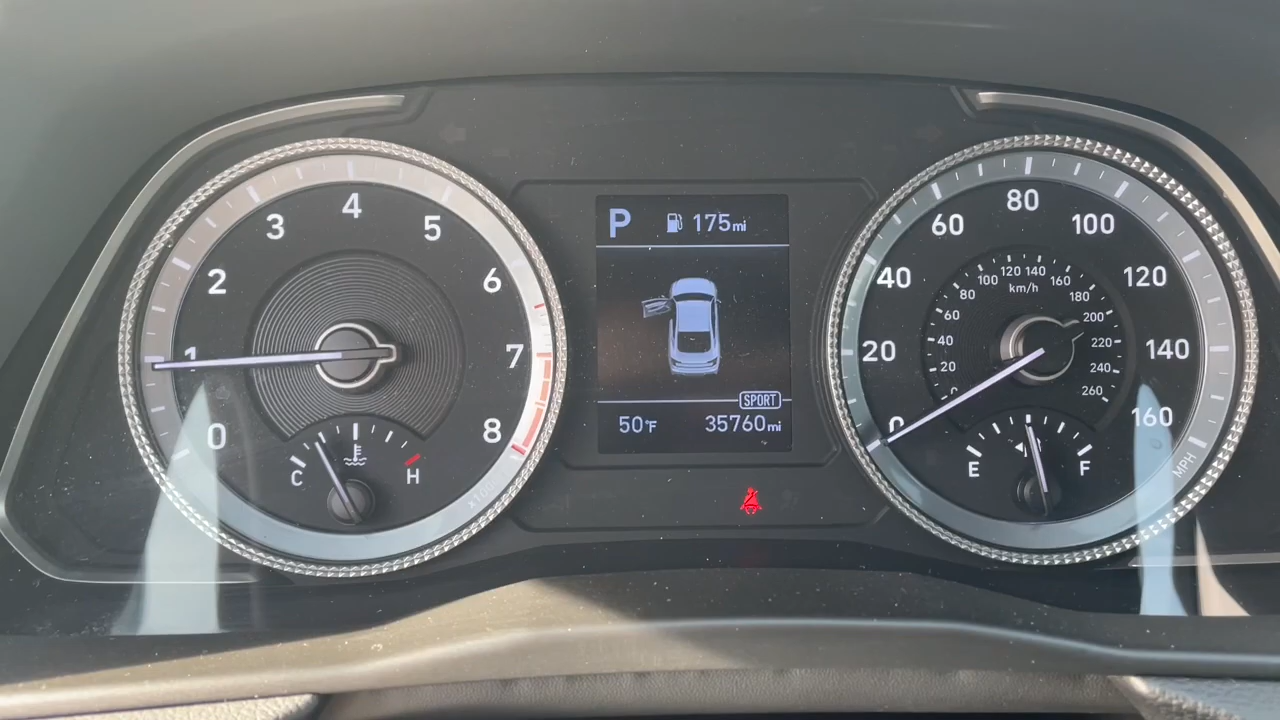 P 175mi
SPORT
50°F 35760mi
0 1 2 3 4 5 6 7 8
C H
0 20 40 60 80 100 120 140 160
MPH
0 20 40 60 80 100 120 140 160 180 200 220 240 260
km/h
E F